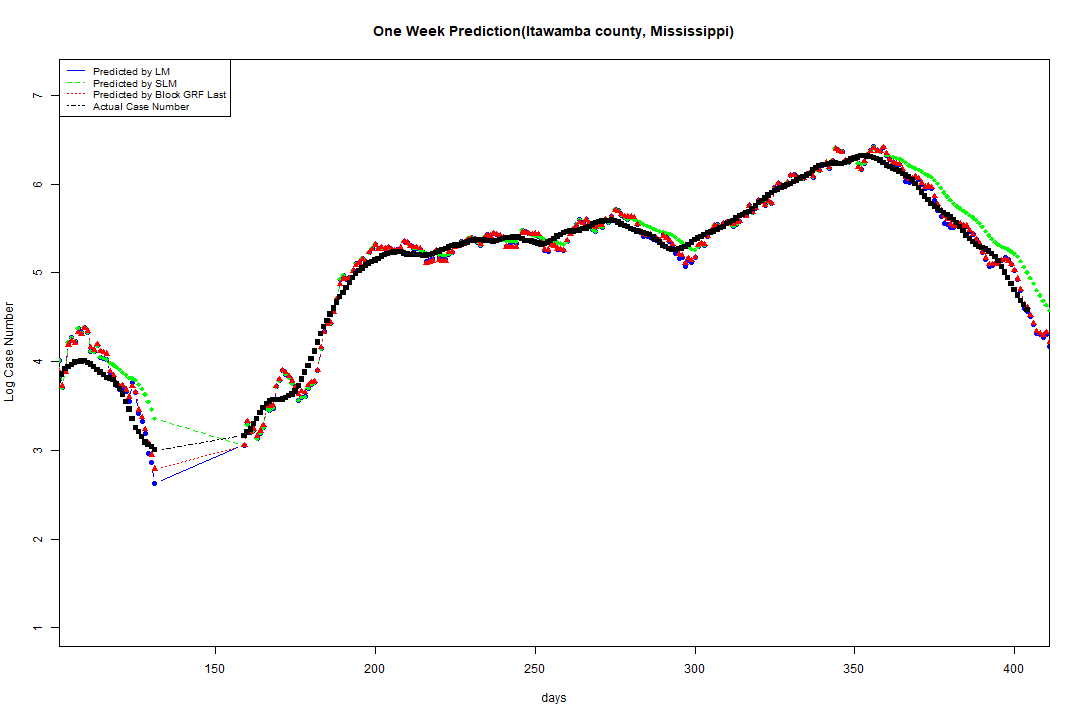 One Week Prediction(Itawamba county, Mississippi)
Predicted by LM
Predicted by SLM
Predicted by Block GRF Last
Actual Case Number
7
6
5
4
3
2
1
Log Case Number
150 200 250 300 350 400
days